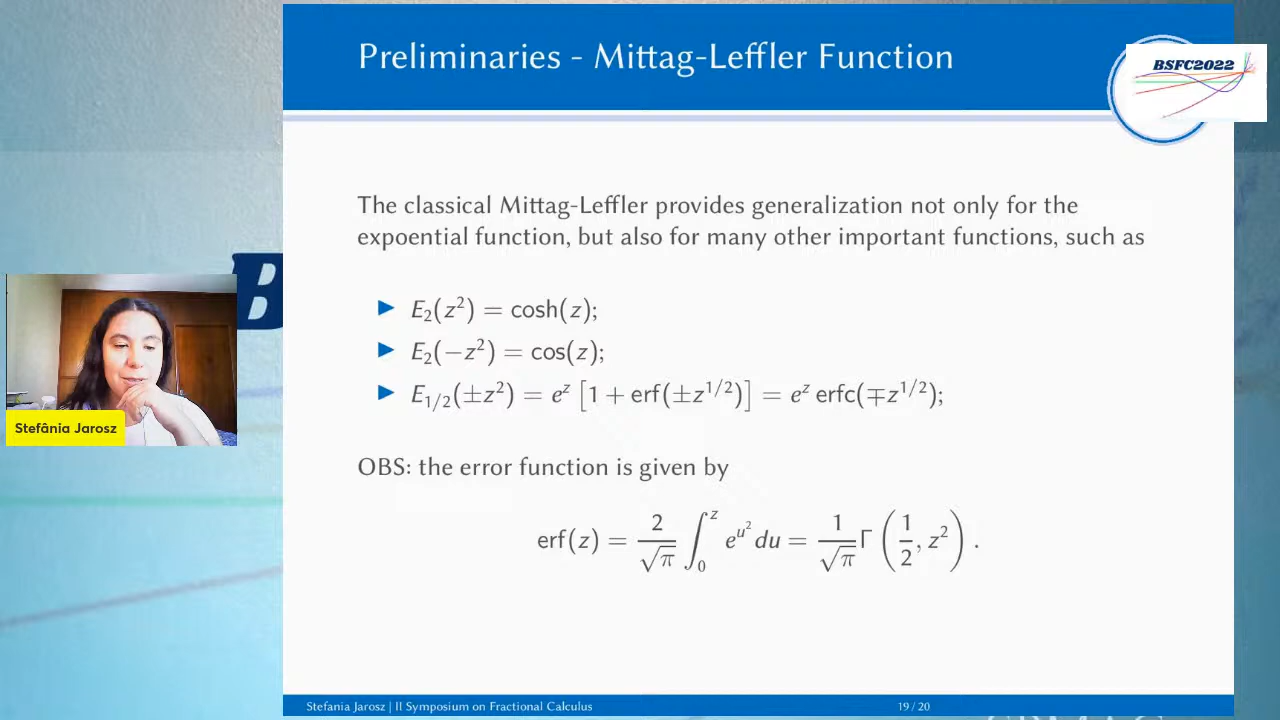 Preliminaries - Mittag-Leffler Function
BSFC2022
The classical Mittag-Leffler provides generalization not only for the
expoential function, but also for many other important functions, such as
▶ E₂(z²) = cosh(z);
▶ E₂(−z²) = cos(z);
▶ E₁/₂(±z²) = eᶻ [1 + erf(±z¹/²)] = eᶻ erfc(∓z¹/²);
B
Stefânia Jarosz
OBS: the error function is given by
erf(z) = 2/√π ∫₀ᶻ e^{u²} du = 1/√π Γ(1/2, z²).
Stefania Jarosz | II Symposium on Fractional Calculus 19 / 20